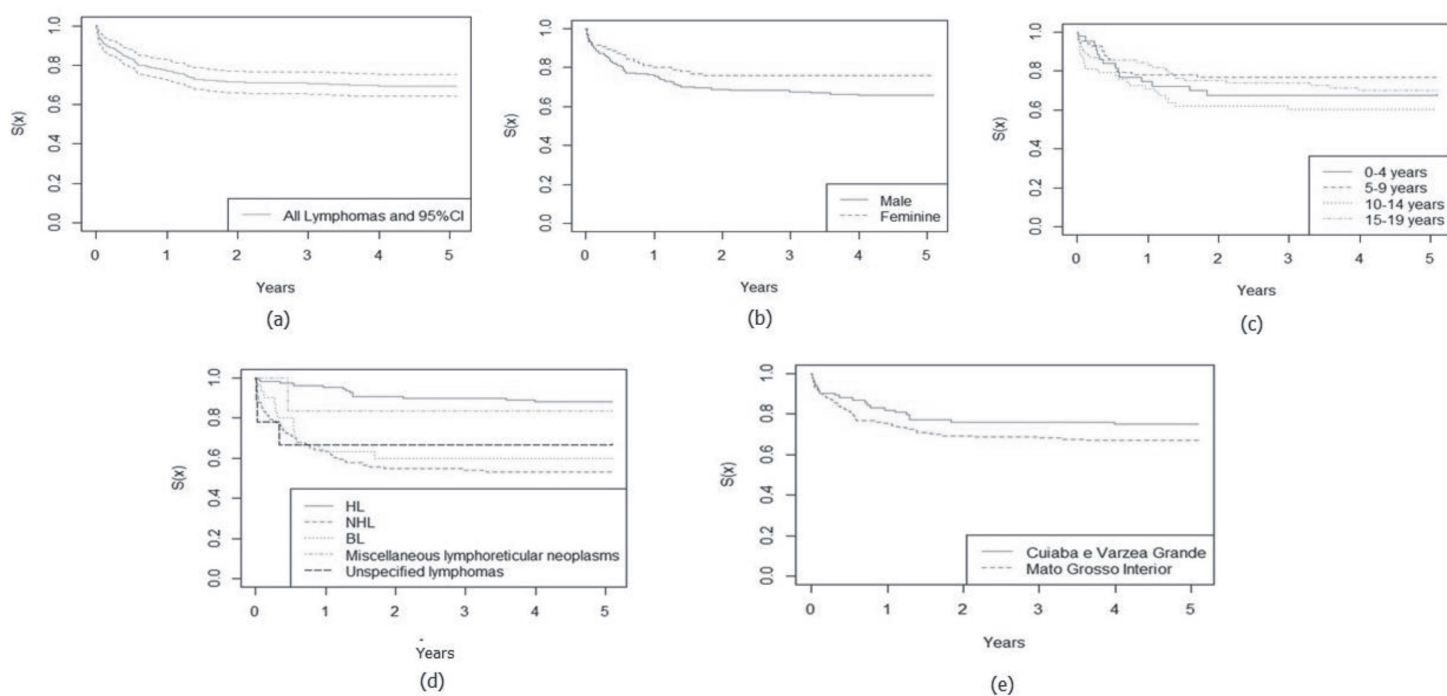 S(x)
1.0
0.8
0.6
0.4
0.2
0.0
All Lymphomas and 95%CI
0 1 2 3 4 5
Years
(a)
S(x)
1.0
0.8
0.6
0.4
0.2
0.0
Male
Feminine
0 1 2 3 4 5
Years
(b)
S(x)
1.0
0.8
0.6
0.4
0.2
0.0
0-4 years
5-9 years
10-14 years
15-19 years
0 1 2 3 4 5
Years
(c)
S(x)
1.0
0.8
0.6
0.4
0.2
0.0
HL
NHL
BL
Miscellaneous lymphoreticular neoplasms
Unspecified lymphomas
0 1 2 3 4 5
Years
(d)
S(x)
1.0
0.8
0.6
0.4
0.2
0.0
Cuiaba e Varzea Grande
Mato Grosso Interior
0 1 2 3 4 5
Years
(e)